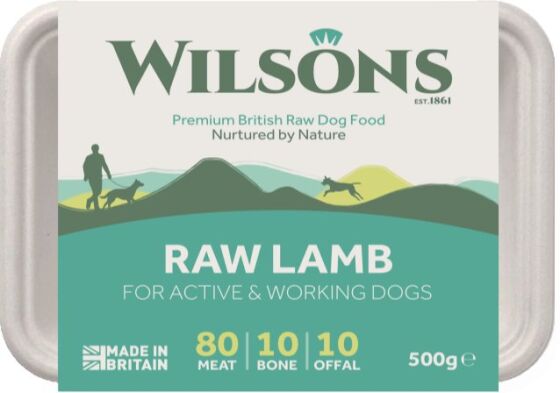 WILSONS
EST.1861
Premium British Raw Dog Food
Nurtured by Nature
RAW LAMB
FOR ACTIVE & WORKING DOGS
MADE IN
BRITAIN
80 | 10 | 10
MEAT | BONE | OFFAL
500g ℮